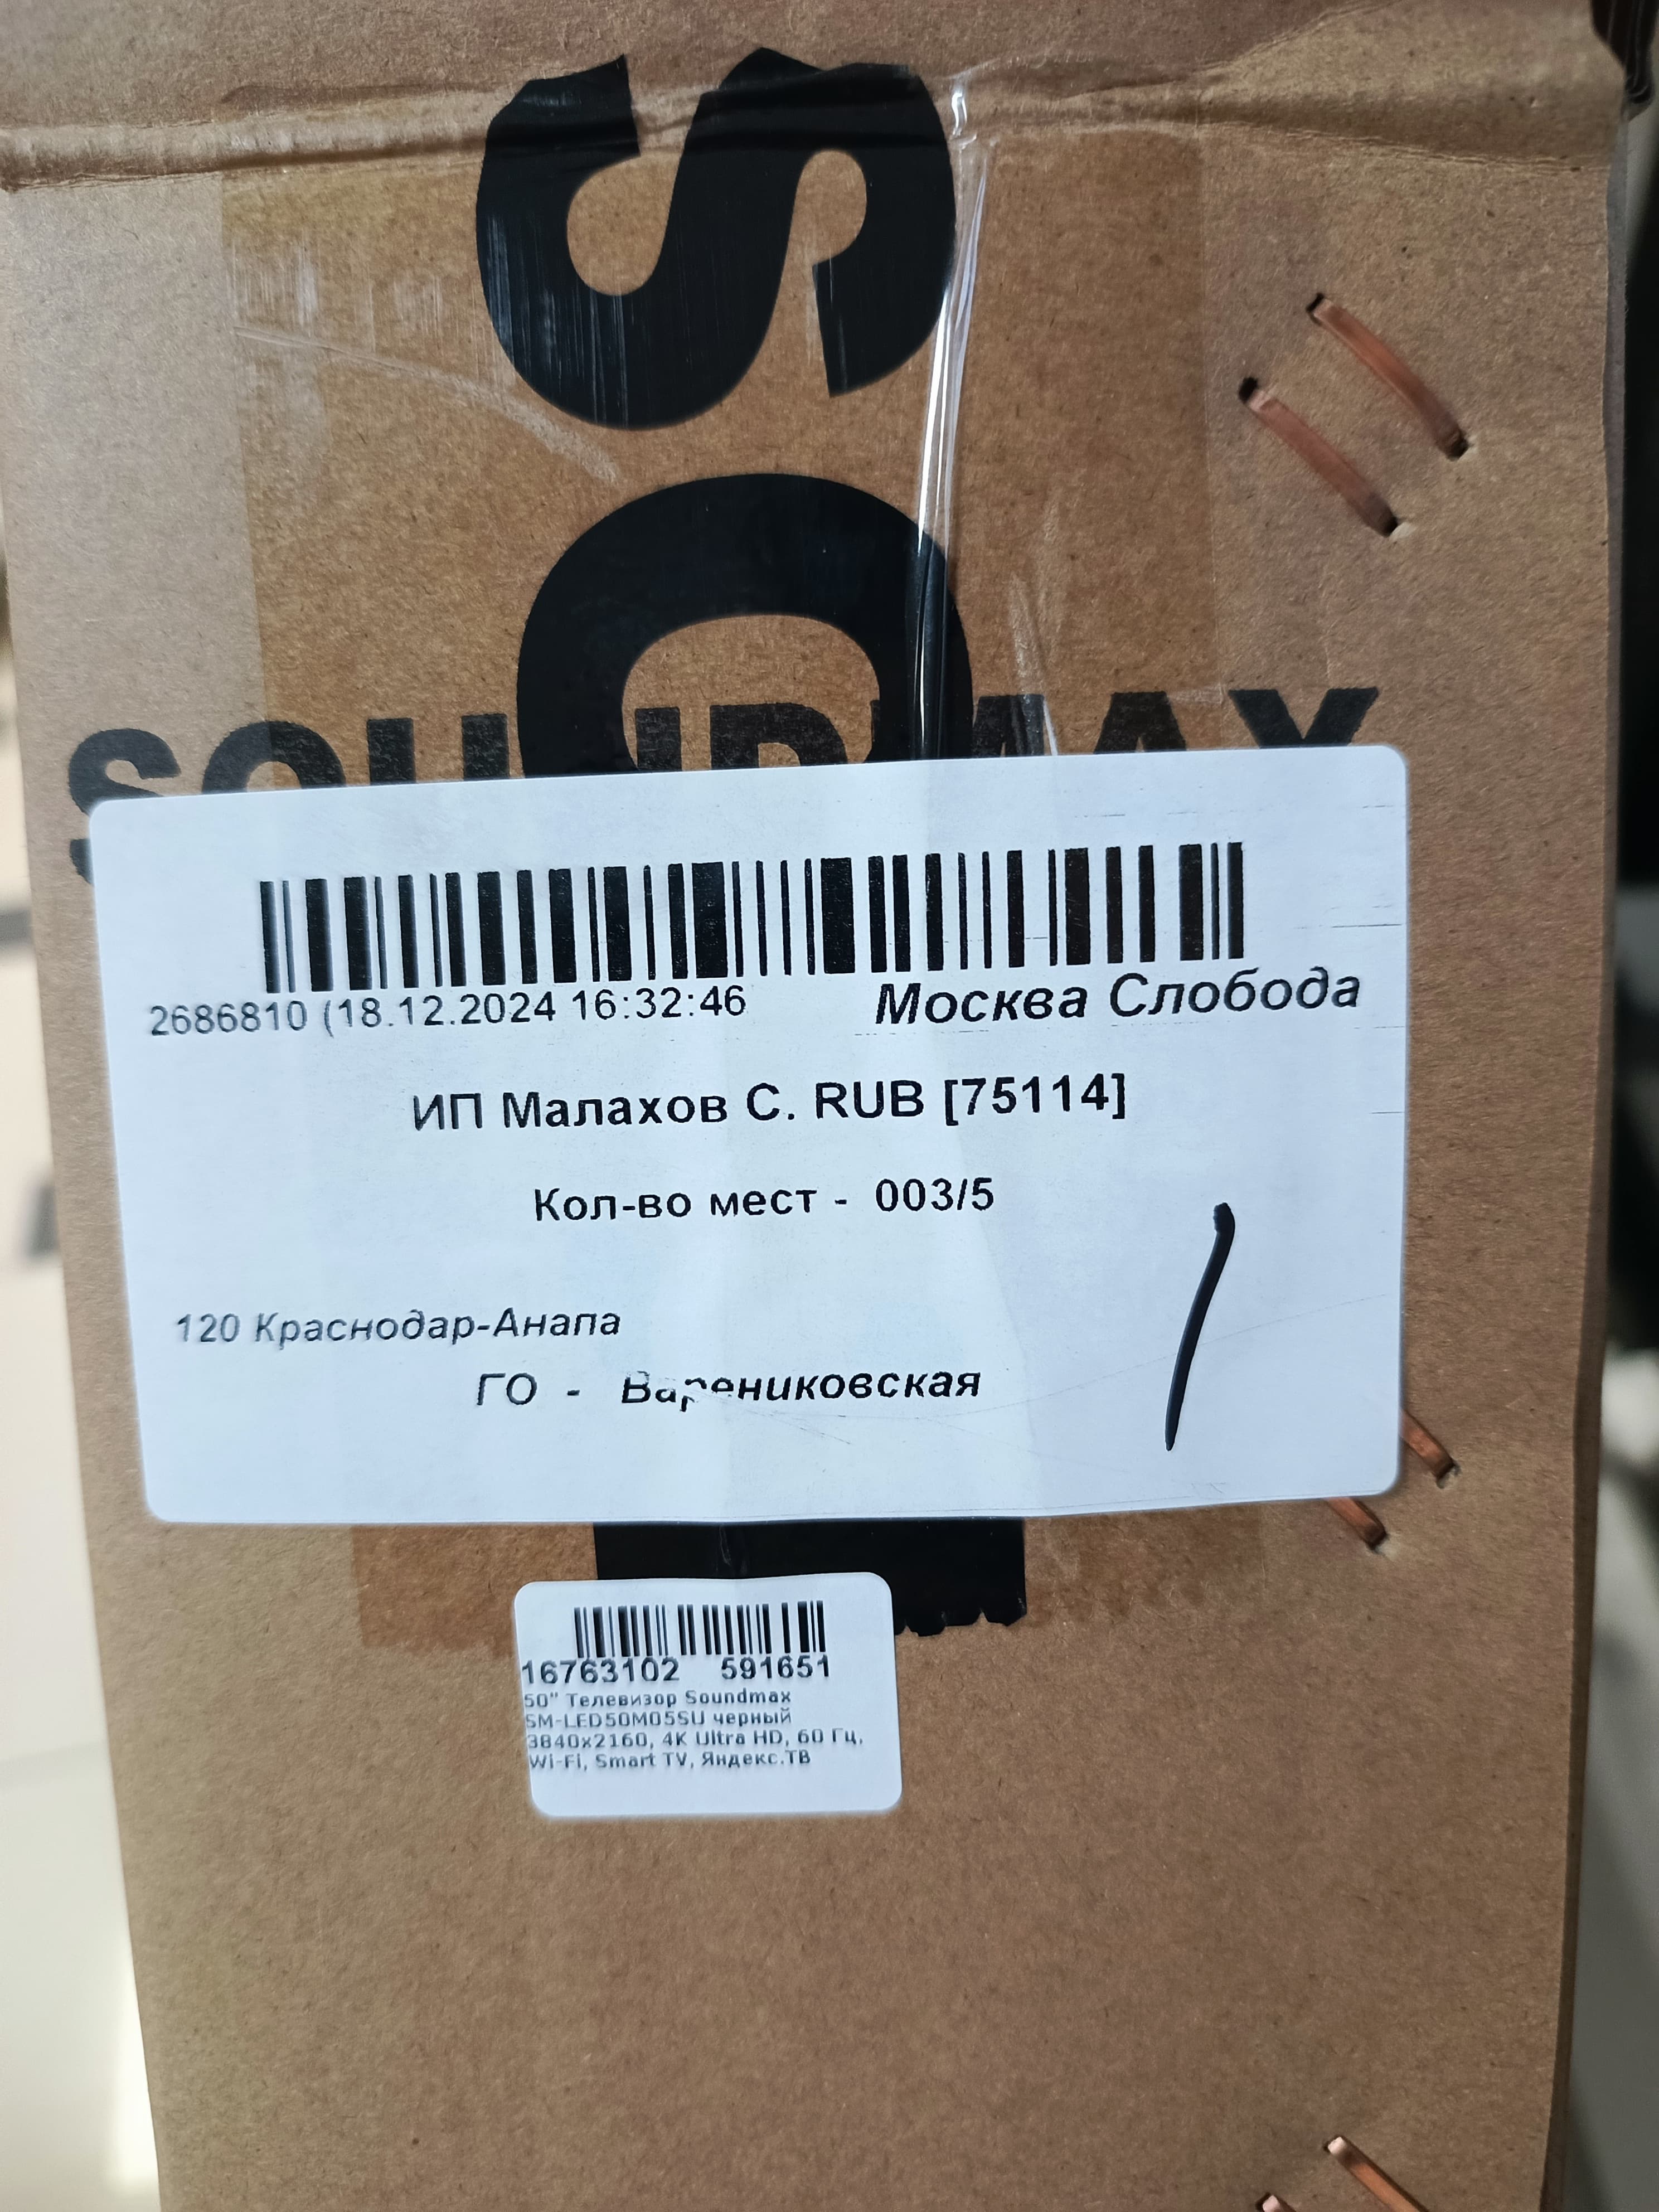 SOUNDMAX
2686810 (18.12.2024 16:32:46
Москва Слобода
ИП Малахов С. RUB [75114]
Кол-во мест - 003/5
120 Краснодар-Анапа
ГО - Варениковская
16763102 591651
50" Телевизор Soundmax
SM-LED50M05SU черный
3840x2160, 4K Ultra HD, 60 Гц,
Wi-Fi, Smart TV, Яндекс.ТВ